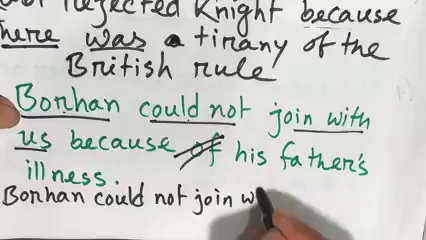 rejected Knight because
there was a tirany of the
British rule
Borhan could not join with
us because of his father's
illness.
Borhan could not join w